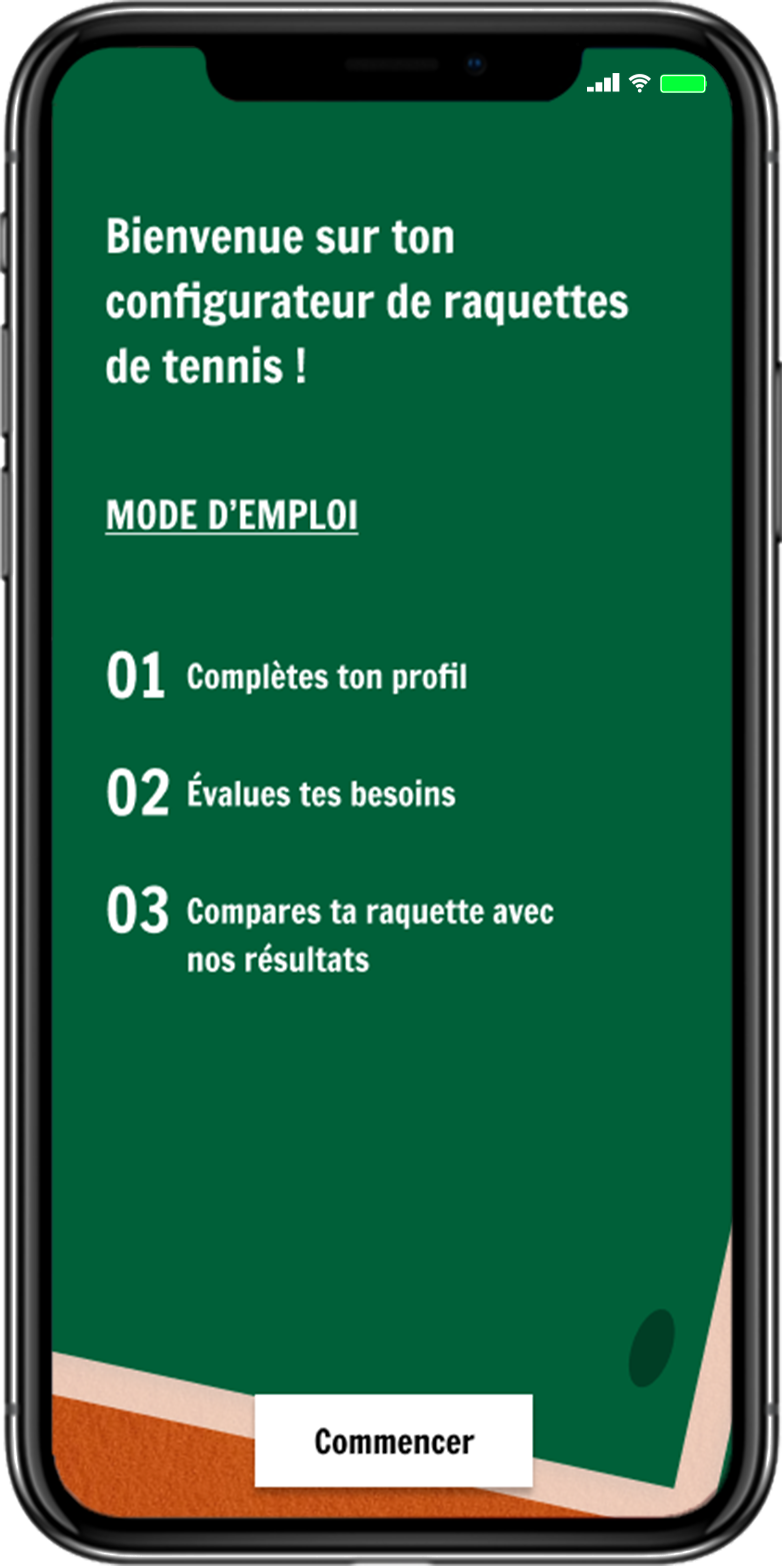 Bienvenue sur ton
configurateur de raquettes
de tennis !
MODE D’EMPLOI
01 Complètes ton profil
02 Évalues tes besoins
03 Compares ta raquette avec
nos résultats
Commencer